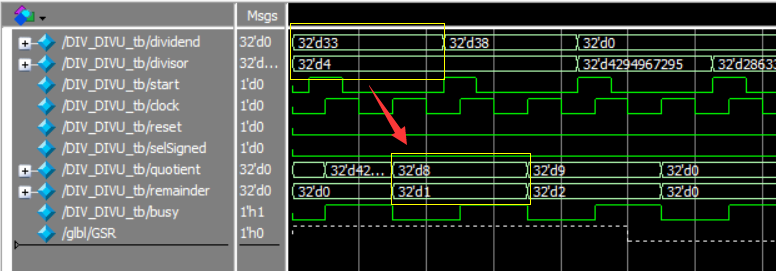 Msgs
/DIV_DIVU_tb/dividend 32'd0 32'd33 32'd38 32'd0
/DIV_DIVU_tb/divisor 32'd... 32'd4 32'd4294967295 32'd28633
/DIV_DIVU_tb/start 1'd0
/DIV_DIVU_tb/clock 1'd0
/DIV_DIVU_tb/reset 1'd0
/DIV_DIVU_tb/selSigned 1'd0
/DIV_DIVU_tb/quotient 32'd0 32'd42... 32'd8 32'd9 32'd0
/DIV_DIVU_tb/remainder 32'd0 32'd0 32'd1 32'd2 32'd0
/DIV_DIVU_tb/busy 1'h1
/glbl/GSR 1'h0